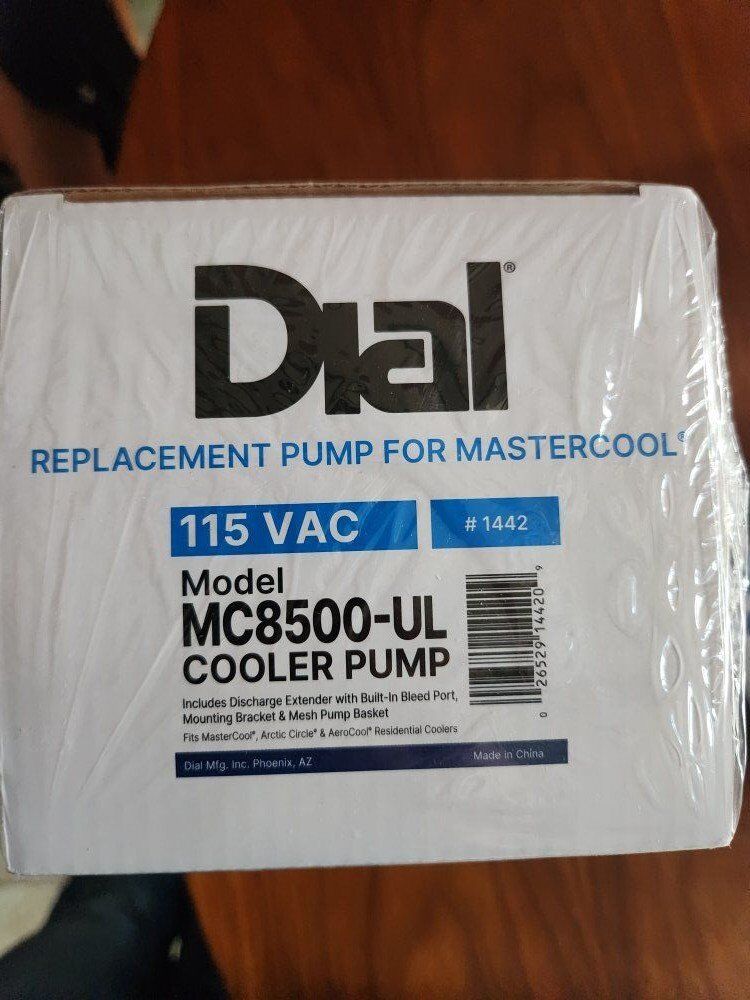 Dial®
REPLACEMENT PUMP FOR MASTERCOOL®
115 VAC
# 1442
Model
MC8500-UL
COOLER PUMP
Includes Discharge Extender with Built-In Bleed Port,
Mounting Bracket & Mesh Pump Basket
Fits MasterCool®, Arctic Circle® & AeroCool® Residential Coolers
0 26529 14420 9
Dial Mfg. Inc. Phoenix, AZ
Made in China